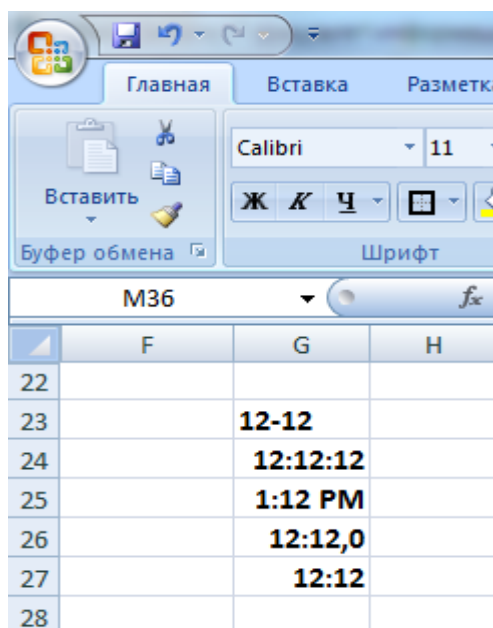 Главная Вставка Разметк
Calibri 11
Вставить
Ж К Ч
Буфер обмена Шрифт
M36 fx
F G H
22
23 12-12
24 12:12:12
25 1:12 PM
26 12:12,0
27 12:12
28